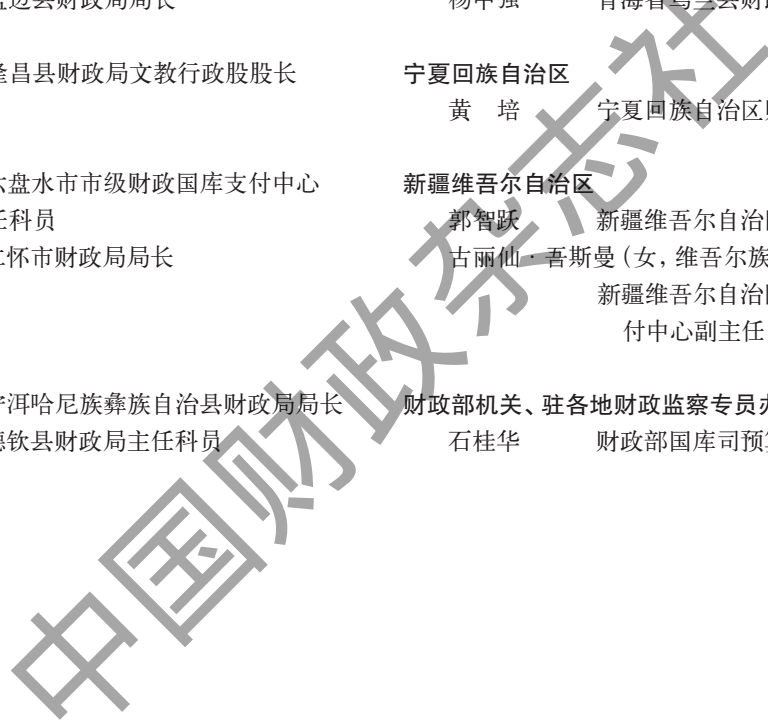 盐边县财政局局长
隆昌县财政局文教行政股股长
六盘水市市级财政国库支付中心
任科员
仁怀市财政局局长
宁洱哈尼族彝族自治县财政局局长
德钦县财政局主任科员
杨中强 青海省乌兰县财政
宁夏回族自治区
黄 培 宁夏回族自治区
新疆维吾尔自治区
郭智跃 新疆维吾尔自治
古丽仙·吾斯曼（女，维吾尔族
新疆维吾尔自治
付中心副主任
财政部机关、驻各地财政监察专员办
石桂华 财政部国库司预
中国财政杂志社